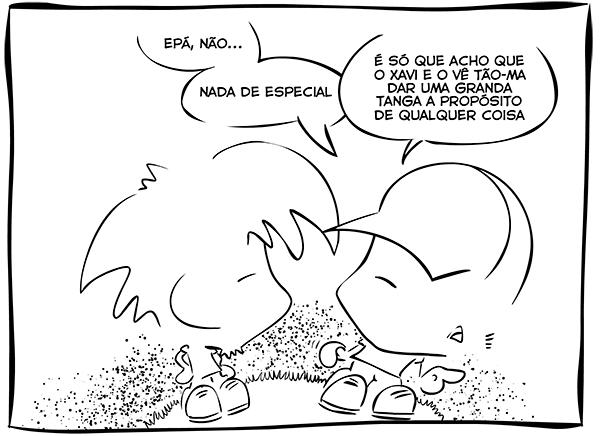 EPÁ, NÃO...
NADA DE ESPECIAL
É SÓ QUE ACHO QUE
O XAVI E O VÊ TÃO-MA
DAR UMA GRANDA
TANGA A PROPÓSITO
DE QUALQUER COISA